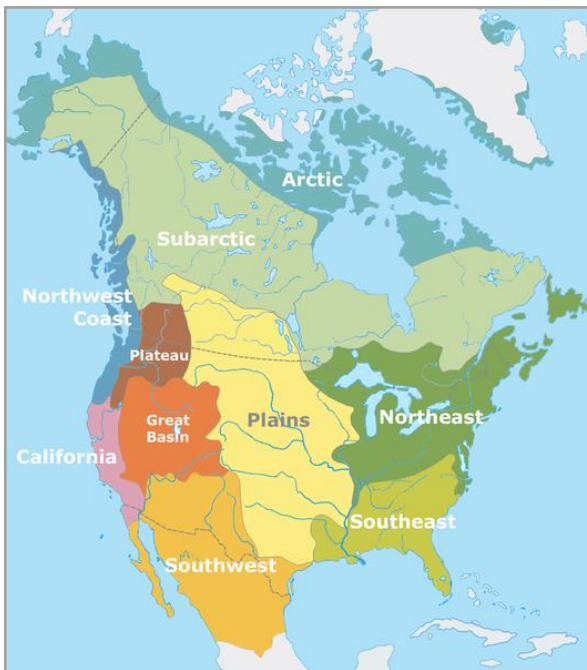 Arctic
Subarctic
Northwest
Coast
Plateau
Great
Basin
Plains
Northeast
California
Southeast
Southwest